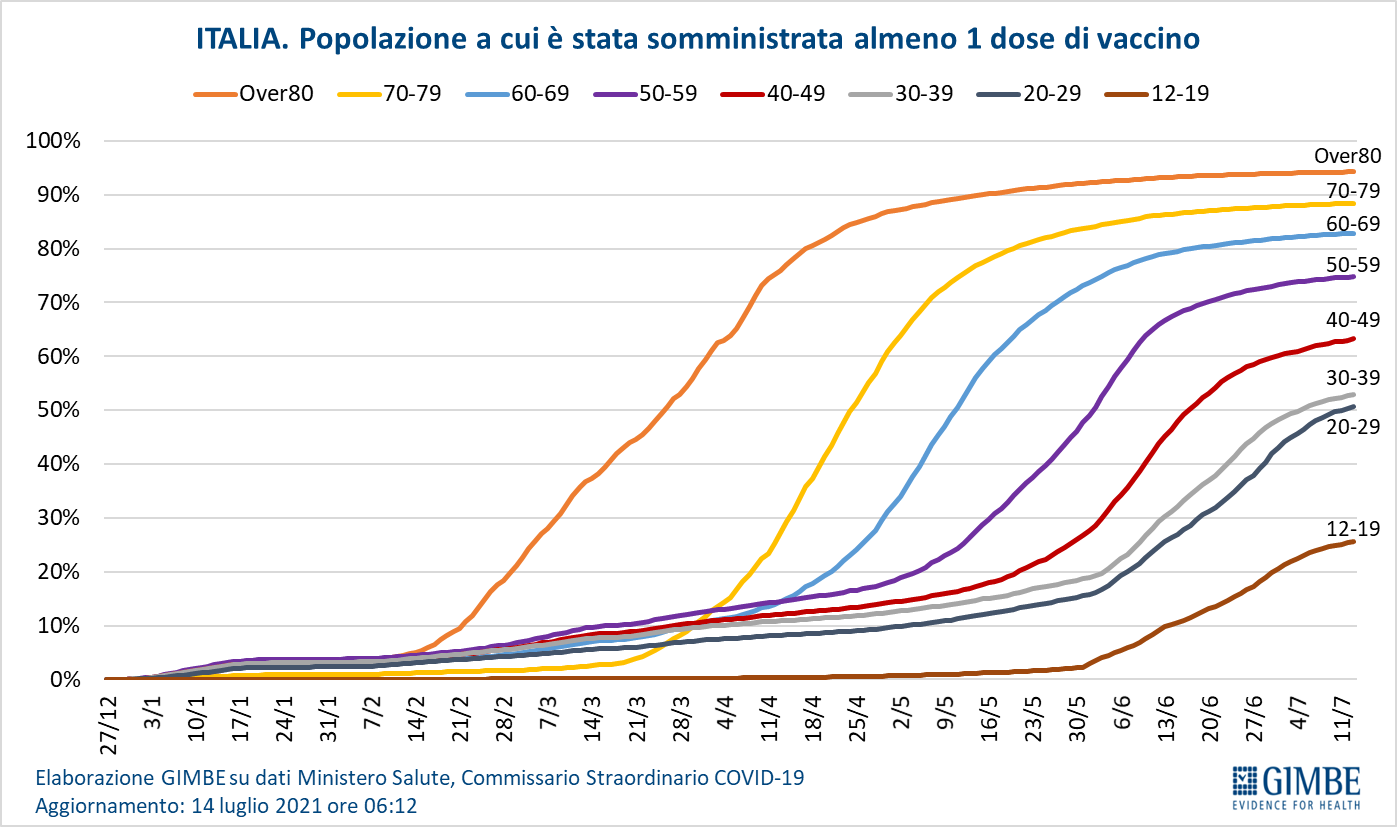 ITALIA. Popolazione a cui è stata somministrata almeno 1 dose di vaccino
Over80 70-79 60-69 50-59 40-49 30-39 20-29 12-19
100%
90%
80%
70%
60%
50%
40%
30%
20%
10%
0%
Over80
70-79
60-69
50-59
40-49
30-39
20-29
12-19
27/12 3/1 10/1 17/1 24/1 31/1 7/2 14/2 21/2 28/2 7/3 14/3 21/3 28/3 4/4 11/4 18/4 25/4 2/5 9/5 16/5 23/5 30/5 6/6 13/6 20/6 27/6 4/7 11/7
Elaborazione GIMBE su dati Ministero Salute, Commissario Straordinario COVID-19
Aggiornamento: 14 luglio 2021 ore 06:12
GIMBE
EVIDENCE FOR HEALTH